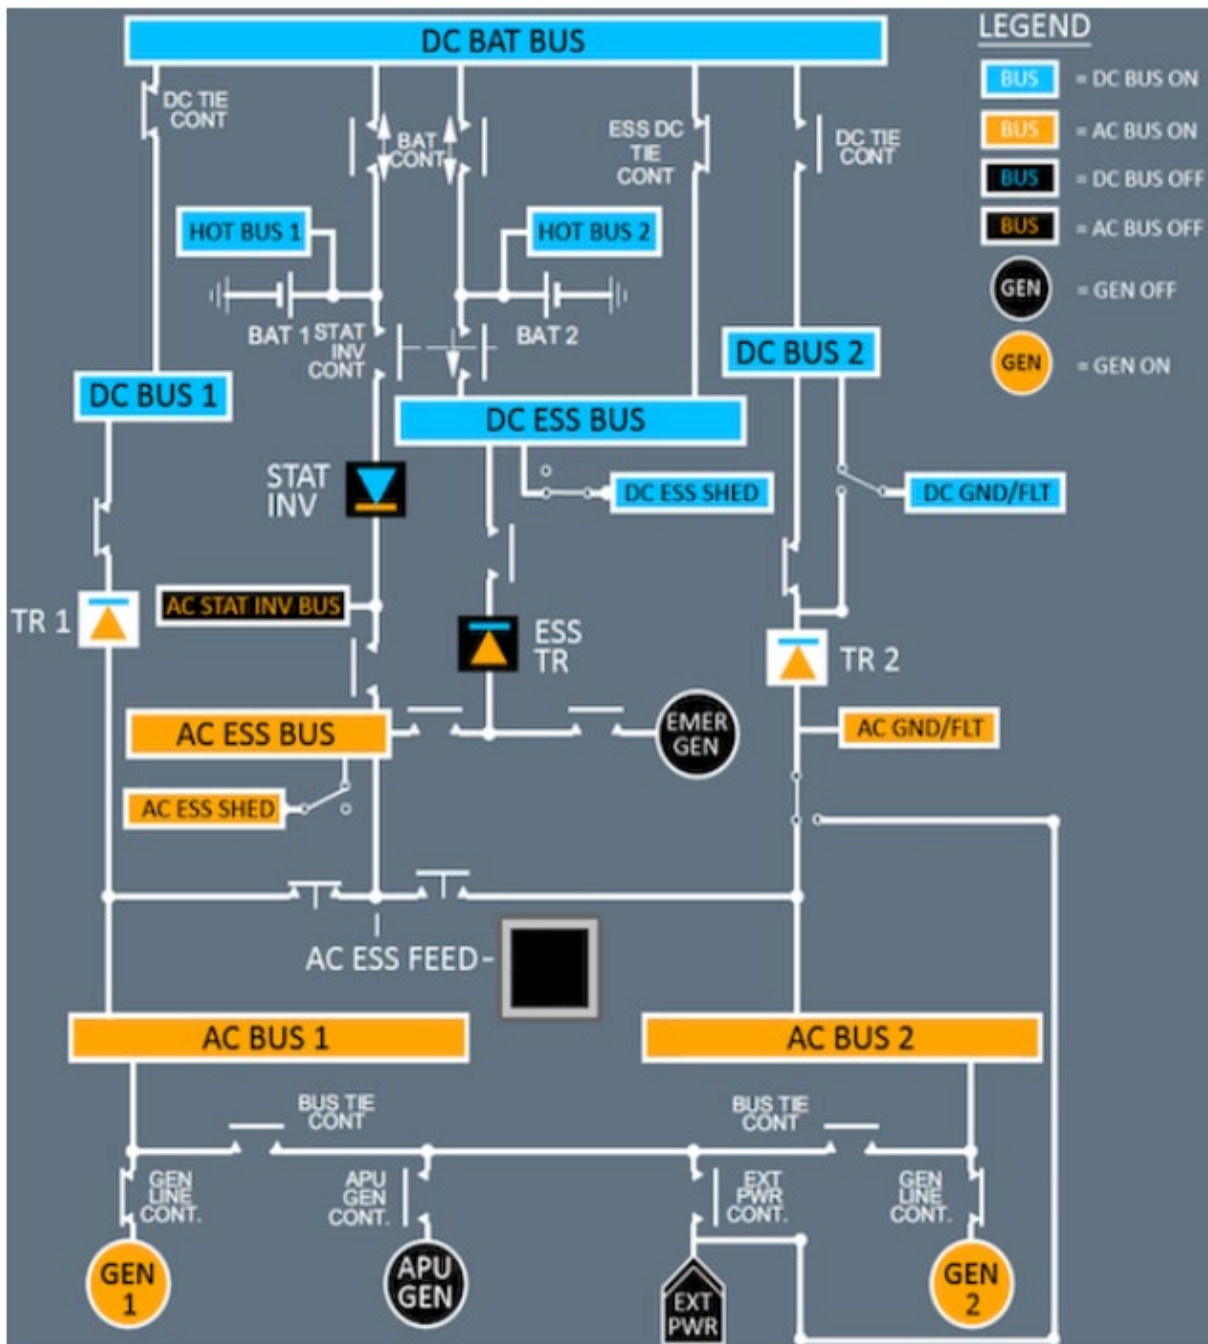 DC BAT BUS
LEGEND
BUS = DC BUS ON
BUS = AC BUS ON
BUS = DC BUS OFF
BUS = AC BUS OFF
GEN = GEN OFF
GEN = GEN ON
DC TIE
CONT
BAT
CONT
ESS DC
TIE
CONT
DC TIE
CONT
HOT BUS 1
HOT BUS 2
BAT 1
STAT
INV
CONT
BAT 2
DC BUS 2
DC BUS 1
DC ESS BUS
STAT
INV
DC ESS SHED
DC GND/FLT
AC STAT INV BUS
TR 1
ESS
TR
TR 2
AC ESS BUS
EMER
GEN
AC GND/FLT
AC ESS SHED
AC ESS FEED-
AC BUS 1
AC BUS 2
BUS TIE
CONT
BUS TIE
CONT
GEN
LINE
CONT.
APU
GEN
CONT.
EXT
PWR
CONT.
GEN
LINE
CONT.
GEN
1
APU
GEN
EXT
PWR
GEN
2